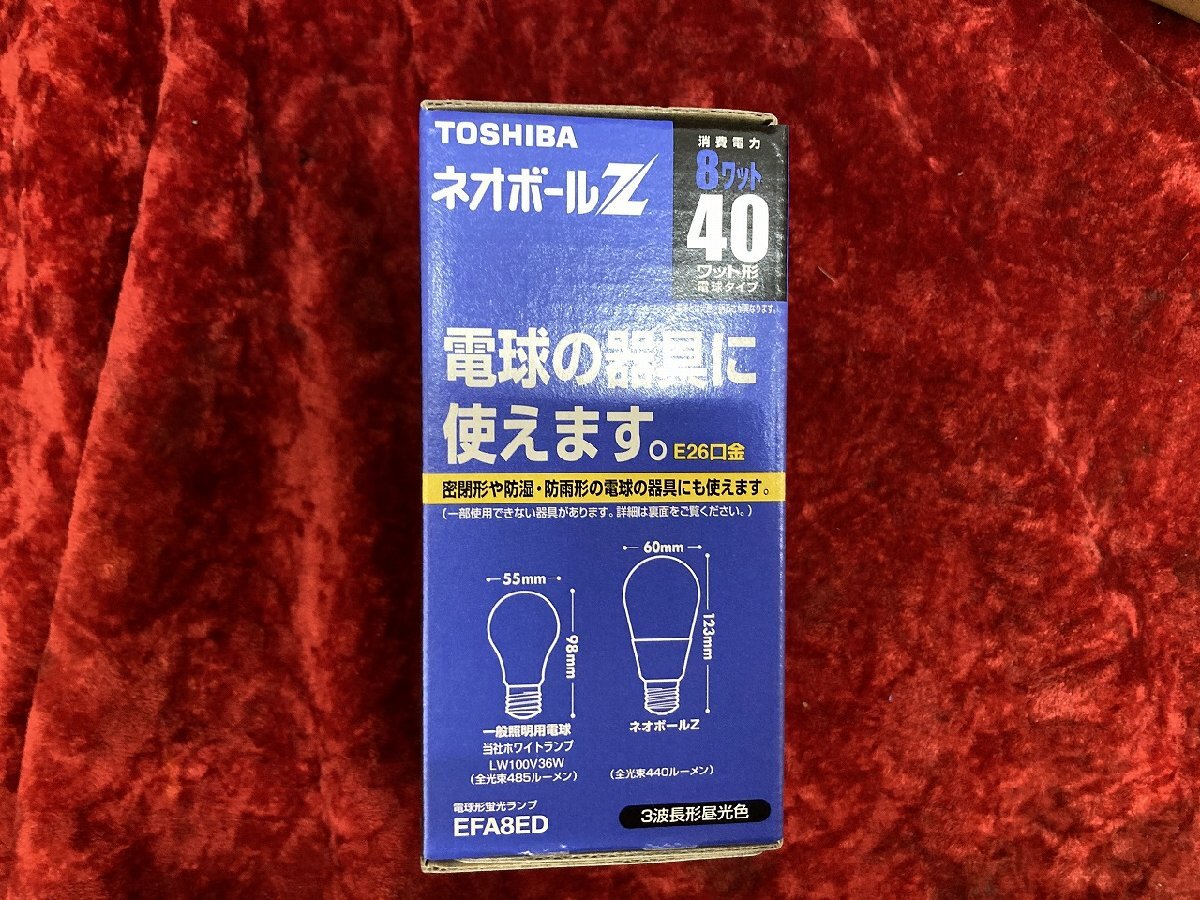 TOSHIBA
ネオボールZ
消費電力
8ワット
40
ワット形
電球タイプ
電球の器具に
使えます。E26口金
密閉形や防湿・防雨形の電球の器具にも使えます。
(一部使用できない器具があります。詳細は裏面をご覧ください。)
55mm
98mm
一般照明用電球
当社ホワイトランプ
LW100V36W
(全光束485ルーメン)
60mm
123mm
ネオボールZ
(全光束440ルーメン)
電球形蛍光ランプ
EFA8ED
3波長形昼光色